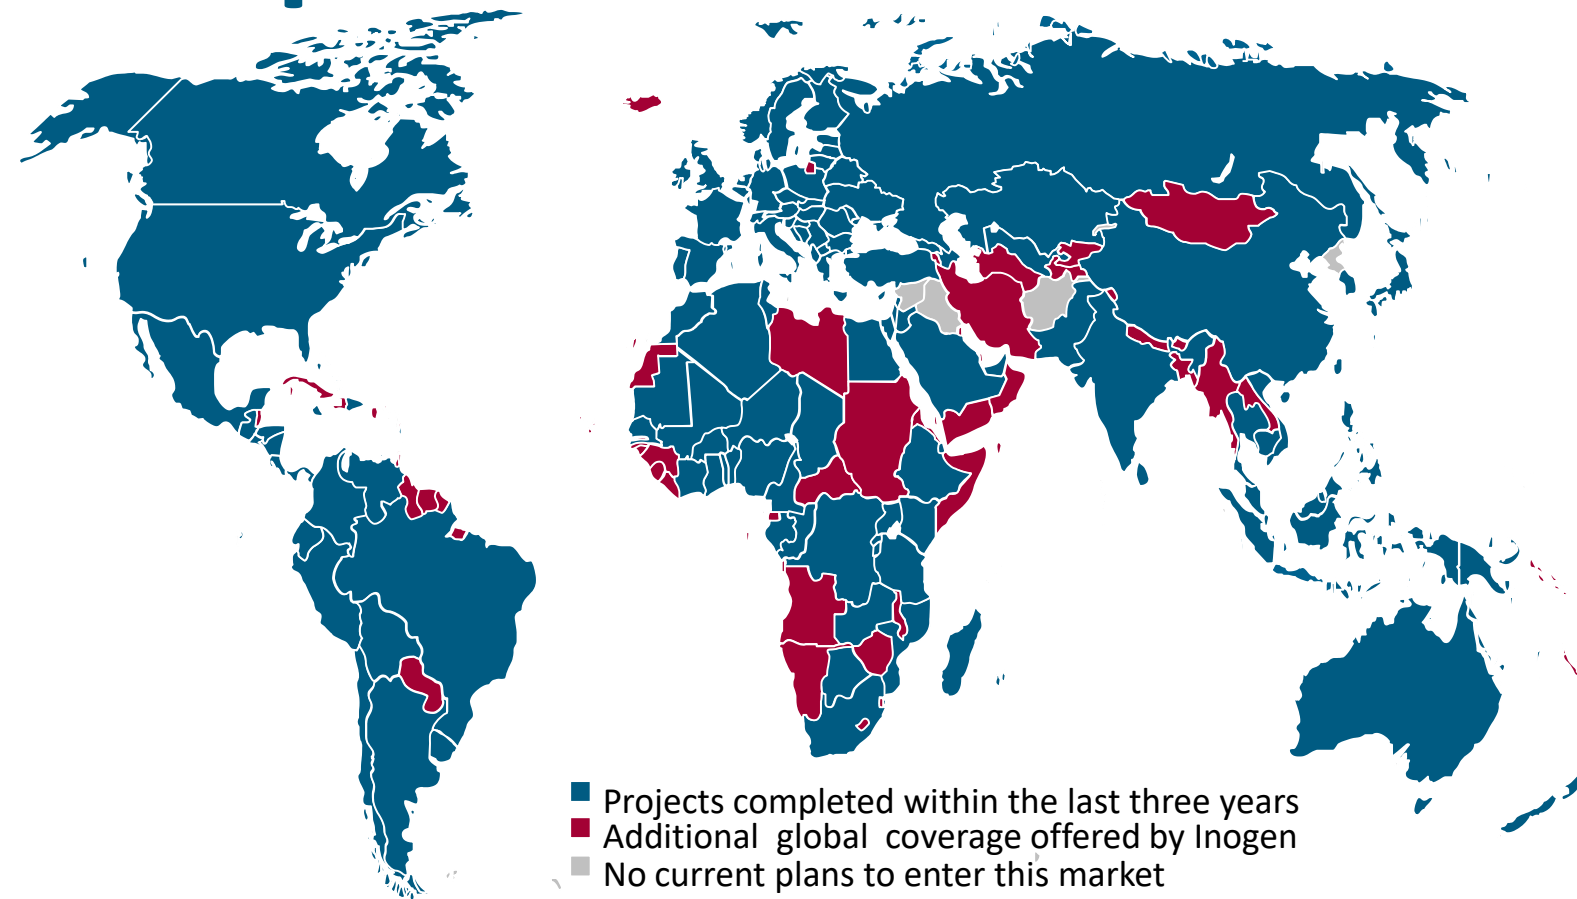 Projects completed within the last three years
Additional global coverage offered by Inogen
No current plans to enter this market